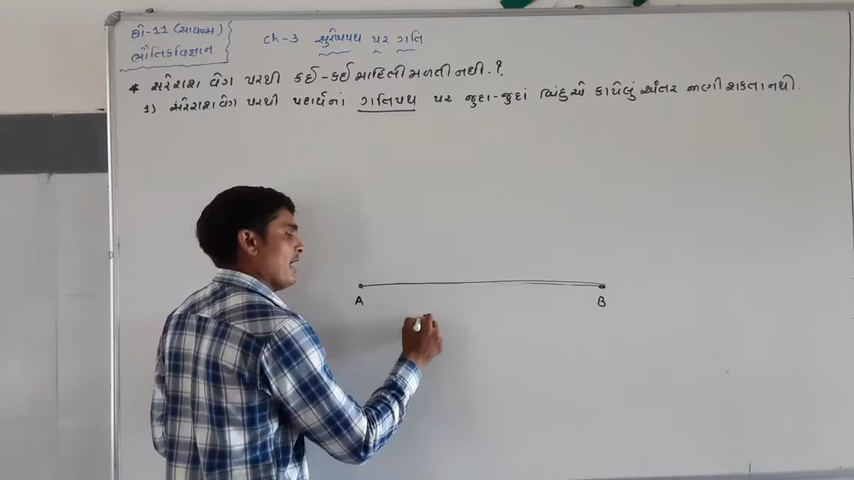 ધો-11 (સાયન્સ)
ભૌતિકવિજ્ઞાન
ch-3 સુરેખપથ પર ગતિ
* સરેરાશ વેગ પરથી કઈ-કઈ માહિતી મળતી નથી.?
1) સરેરાશ વેગ પરથી પદાર્થનાં ગતિપથ પર જુદા-જુદાં બિંદુએ કાપેલું અંતર જાણી શકતા નથી.
A B